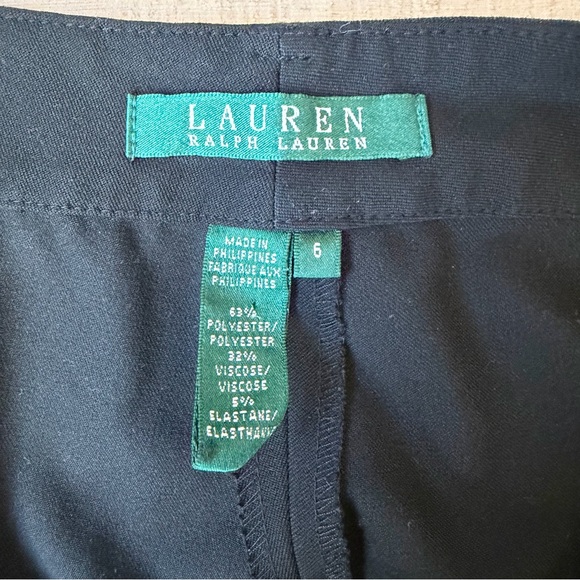 LAUREN
RALPH LAUREN
MADE IN
PHILIPPINES
FABRIQUE AUX
PHILIPPINES
6
63%
POLYESTER/
POLYESTER
32%
VISCOSE/
VISCOSE
5%
ELASTANE/